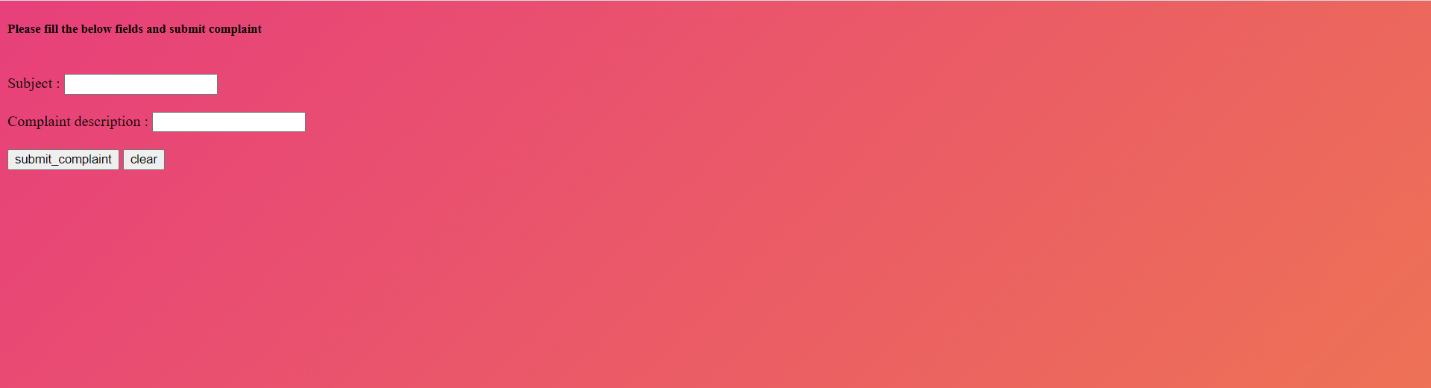 Please fill the below fields and submit complaint
Subject :
Complaint description :
submit_complaint clear